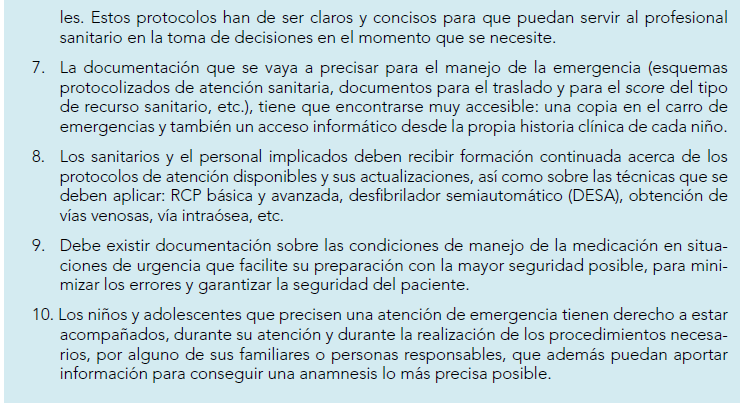 les. Estos protocolos han de ser claros y concisos para que puedan servir al profesional
sanitario en la toma de decisiones en el momento que se necesite.
7. La documentación que se vaya a precisar para el manejo de la emergencia (esquemas
protocolizados de atención sanitaria, documentos para el traslado y para el score del tipo
de recurso sanitario, etc.), tiene que encontrarse muy accesible: una copia en el carro de
emergencias y también un acceso informático desde la propia historia clínica de cada niño.
8. Los sanitarios y el personal implicados deben recibir formación continuada acerca de los
protocolos de atención disponibles y sus actualizaciones, así como sobre las técnicas que se
deben aplicar: RCP básica y avanzada, desfibrilador semiautomático (DESA), obtención de
vías venosas, vía intraósea, etc.
9. Debe existir documentación sobre las condiciones de manejo de la medicación en situa-
ciones de urgencia que facilite su preparación con la mayor seguridad posible, para mini-
mizar los errores y garantizar la seguridad del paciente.
10. Los niños y adolescentes que precisen una atención de emergencia tienen derecho a estar
acompañados, durante su atención y durante la realización de los procedimientos necesa-
rios, por alguno de sus familiares o personas responsables, que además puedan aportar
información para conseguir una anamnesis lo más precisa posible.